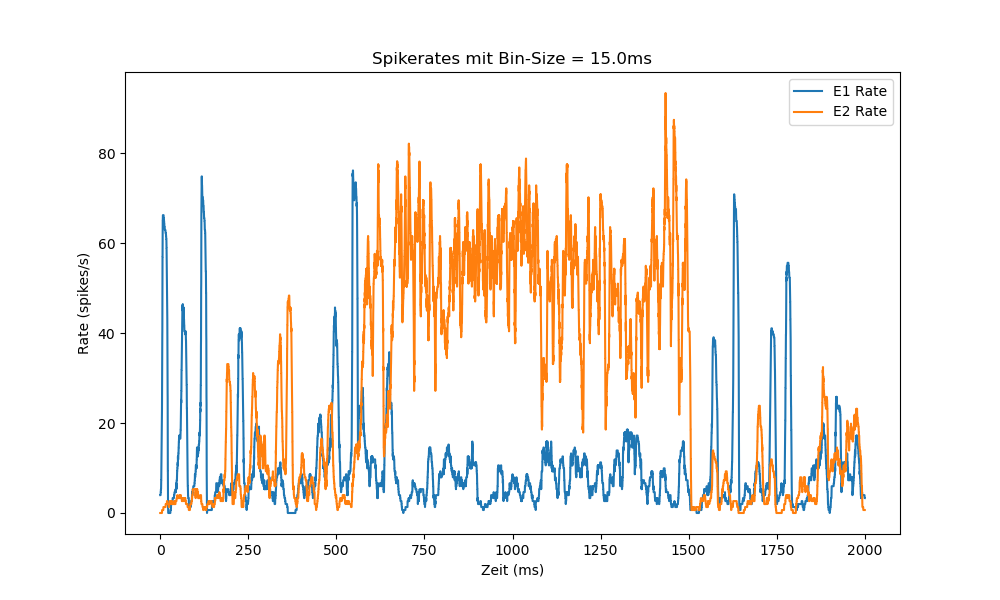 Spikerates mit Bin-Size = 15.0ms
E1 Rate
E2 Rate
80
60
40
20
0
Rate (spikes/s)
0 250 500 750 1000 1250 1500 1750 2000
Zeit (ms)